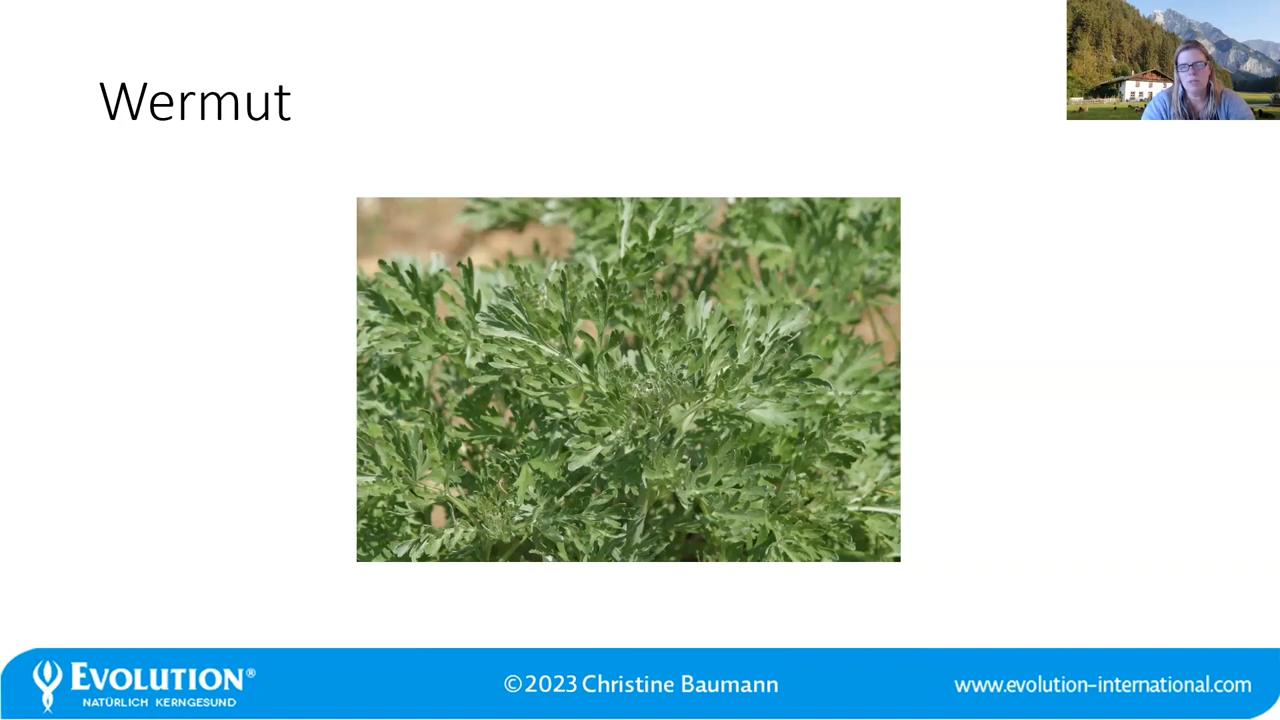 Wermut
EVOLUTION®
NATÜRLICH KERNGESUND
©2023 Christine Baumann
www.evolution-international.com